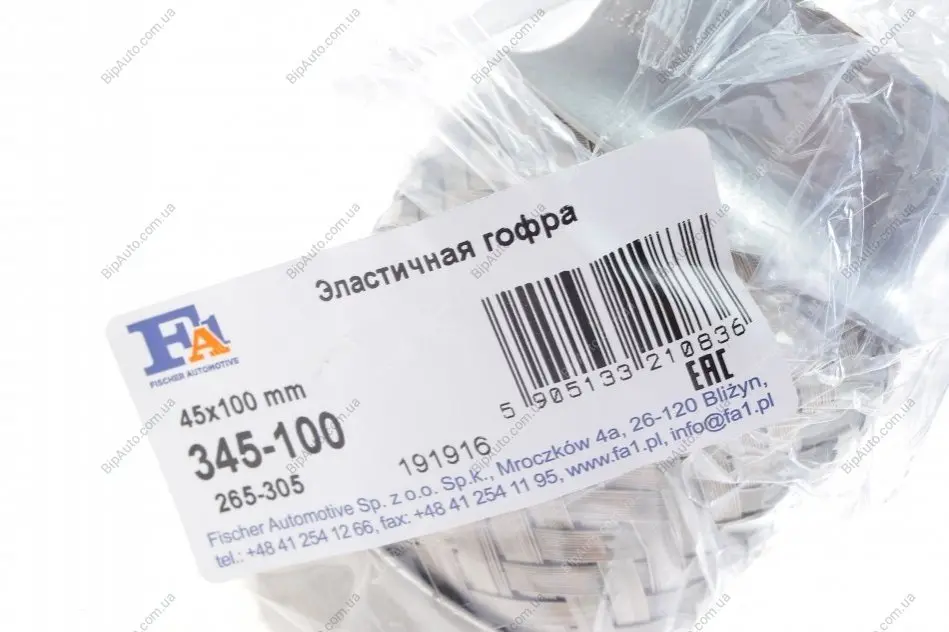 Эластичная гофра
FA1
FISCHER AUTOMOTIVE
5 905133 210836
EAC
45x100 mm
345-100
265-305
191916
Fischer Automotive Sp. z o.o. Sp.k., Mroczków 4a, 26-120 Bliżyn,
tel.: +48 41 254 12 66, fax: +48 41 254 11 95, www.fa1.pl, info@fa1.pl
BipAuto.com.ua